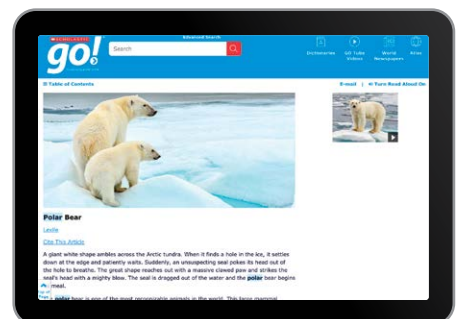 SCHOLASTIC
go!
Advanced Search
Search
Dictionaries
GO Tube Videos
World Newspapers
Atlas
Table of Contents
E-mail | Turn Read Aloud On
Polar Bear
Lexile
Cite This Article
A giant white shape ambles across the Arctic tundra. When it finds a hole in the ice, it settles
down at the edge and patiently waits. Suddenly, an unsuspecting seal pokes its head out of
the hole to breathe. The great shape reaches out with a massive clawed paw and strikes the
seal's head with a mighty blow. The seal is dragged out of the water and the polar bear begins
meal.
Top of Page
polar bear is one of the most recognizable animals in the world. This large mammal